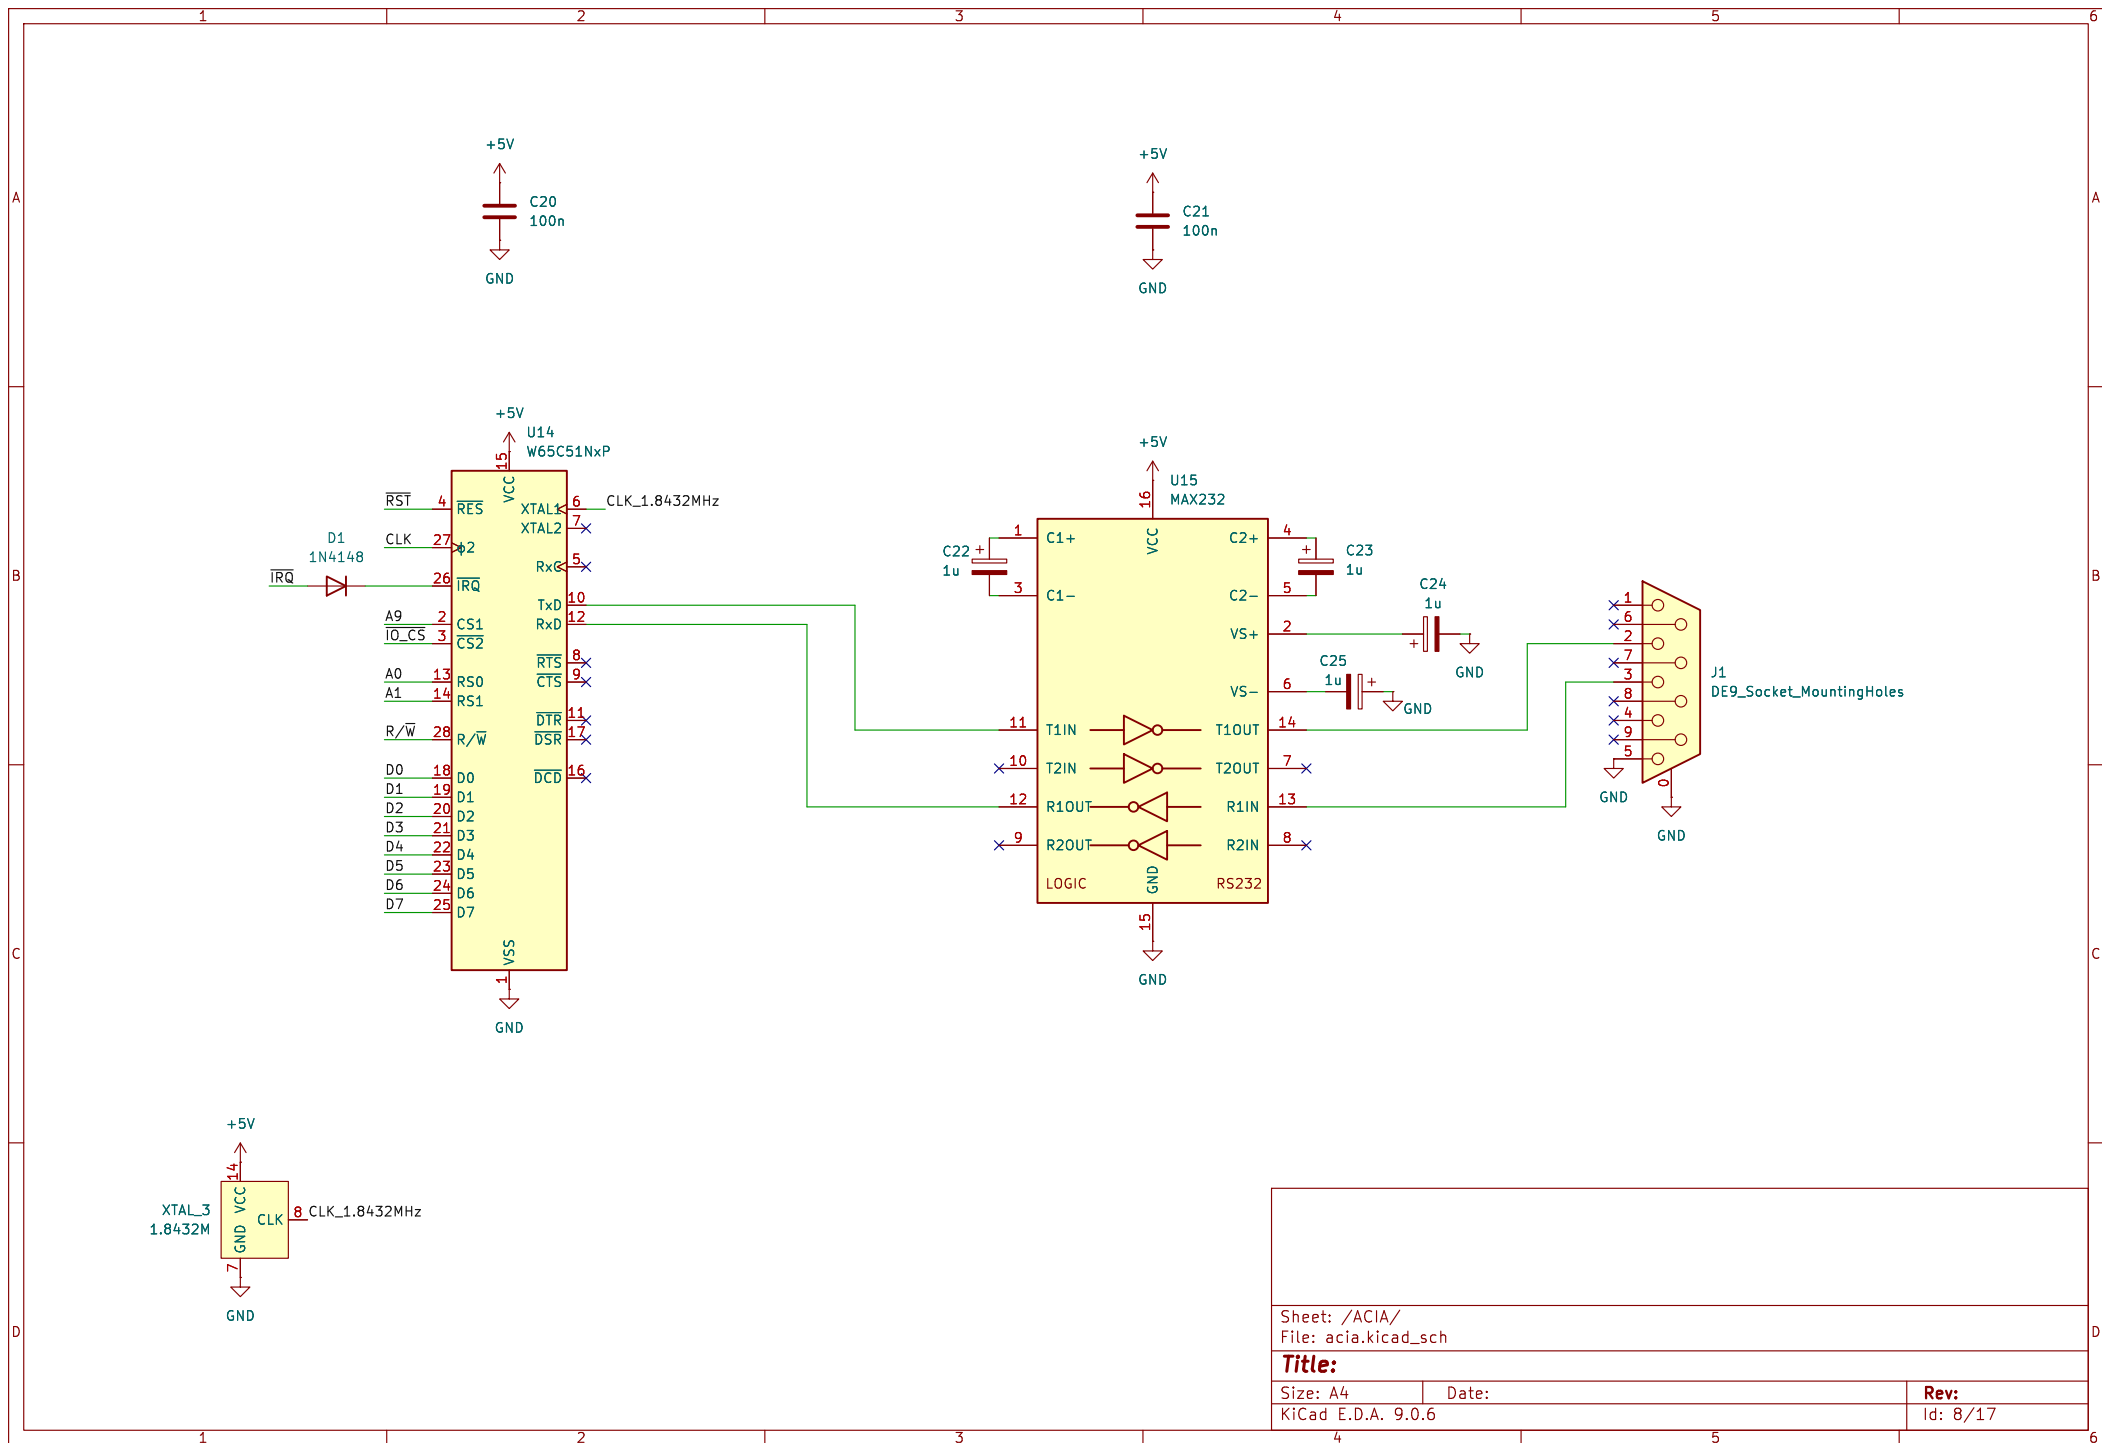 1 2 3 4 5 6
A A
B B
C C
D D
1 2 3 4 5 6
+5V
C20
100n
GND
+5V
C21
100n
GND
+5V
U14
W65C51NxP
15
VCC
RST 4 RES
CLK 27 ϕ2
D1
1N4148
IRQ 26 IRQ
A9 2 CS1
IO_CS 3 CS2
A0 13 RS0
A1 14 RS1
R/W 28 R/W
D0 18 D0
D1 19 D1
D2 20 D2
D3 21 D3
D4 22 D4
D5 23 D5
D6 24 D6
D7 25 D7
XTAL1 6 CLK_1.8432MHz
XTAL2 7
RxC 5
TxD 10
RxD 12
RTS 8
CTS 9
DTR 11
DSR 17
DCD 16
VSS
1
GND
+5V
U15
MAX232
16
VCC
C22
1u
+
1 C1+
3 C1-
C2+ 4
C2- 5
+
C23
1u
VS+ 2
C24
1u
+
GND
VS- 6
C25
1u
+
GND
11 T1IN T1OUT 14
10 T2IN T2OUT 7
12 R1OUT R1IN 13
9 R2OUT R2IN 8
LOGIC GND RS232
15
GND
1
6
2
7
3
8
4
9
5
0
J1
DE9_Socket_MountingHoles
GND
GND
+5V
14
VCC
XTAL_3
1.8432M
CLK 8 CLK_1.8432MHz
GND
7
GND
Sheet: /ACIA/
File: acia.kicad_sch
Title:
Size: A4 Date: Rev:
KiCad E.D.A. 9.0.6 Id: 8/17